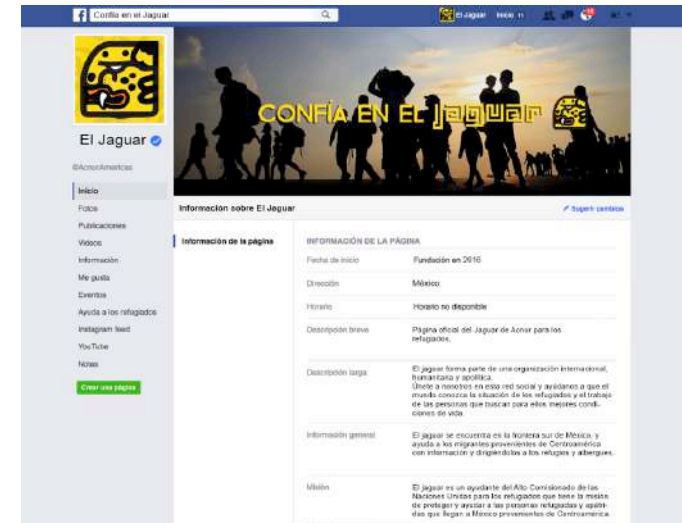 Confía en el Jaguar
El Jaguar
Inicio
CONFÍA EN EL jaguar
El Jaguar
@AcnurAmericas
Inicio
Fotos
Publicaciones
Videos
Información
Me gusta
Eventos
Ayuda a los refugiados
Instagram feed
YouTube
Notas
Crear una página
Información sobre El Jaguar
Sugerir cambios
Información de la página
INFORMACIÓN DE LA PÁGINA
Fecha de inicio
Fundación en 2016
Dirección
México
Horario
Horario no disponible
Descripción breve
Página oficial del Jaguar de Acnur para los
refugiados.
Descripción larga
El jaguar forma parte de una organización internacional,
humanitaria y apolítica.
Únete a nosotros en esta red social y ayúdanos a que el
mundo conozca la situación de los refugiados y el trabajo
de las personas que buscan para ellos mejores condi-
ciones de vida.
Información general
El jaguar se encuentra en la frontera sur de México, y
ayuda a los migrantes provenientes de Centroamérica
con información y dirigiéndolos a los refugios y albergues.
Misión
El jaguar es un ayudante del Alto Comisionado de las
Naciones Unidas para los refugiados que tiene la misión
de proteger y ayudar a las personas refugiadas y apátri-
das que llegan a México provenientes de Centroamérica